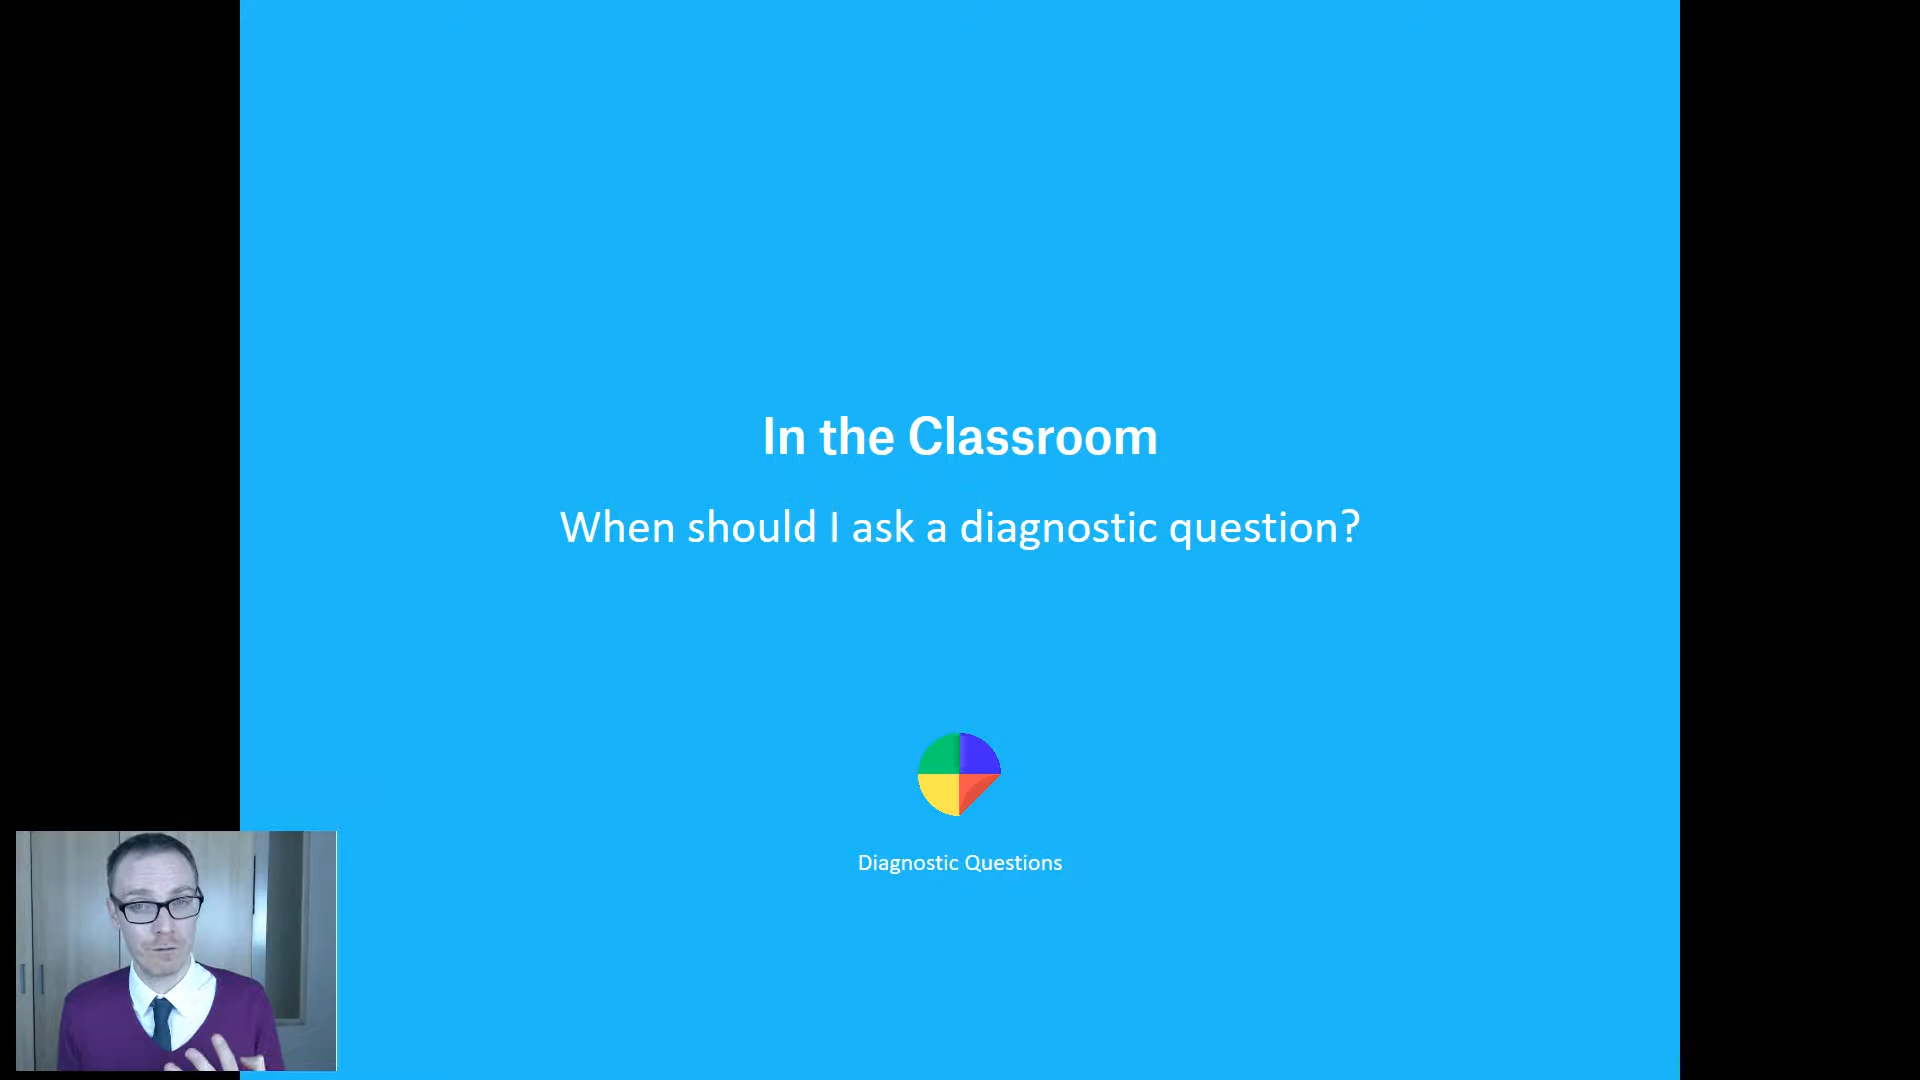 In the Classroom
When should I ask a diagnostic question?
Diagnostic Questions